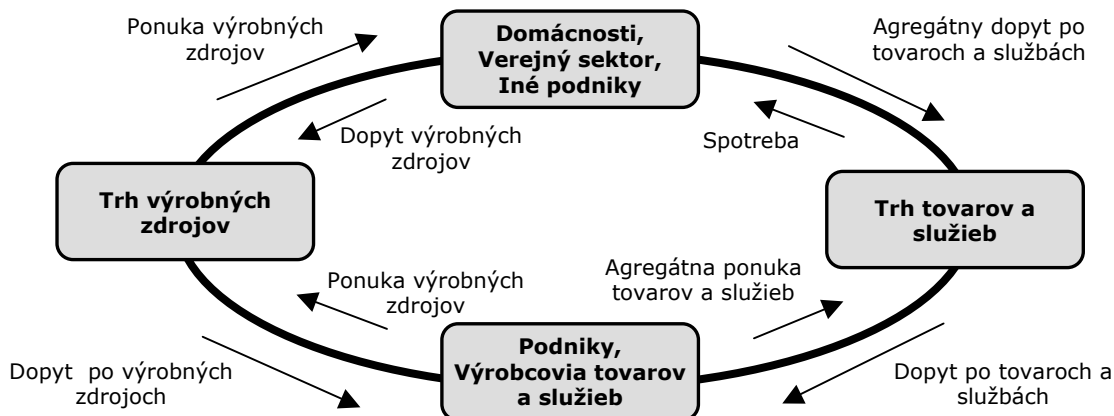 Ponuka výrobných
zdrojov
Domácnosti,
Verejný sektor,
Iné podniky
Agregátny dopyt po
tovaroch a službách
Dopyt výrobných
zdrojov
Spotreba
Trh výrobných
zdrojov
Trh tovarov a
služieb
Ponuka výrobných
zdrojov
Agregátna ponuka
tovarov a služieb
Dopyt  po výrobných
zdrojoch
Podniky,
Výrobcovia tovarov
a služieb
Dopyt po tovaroch a
službách